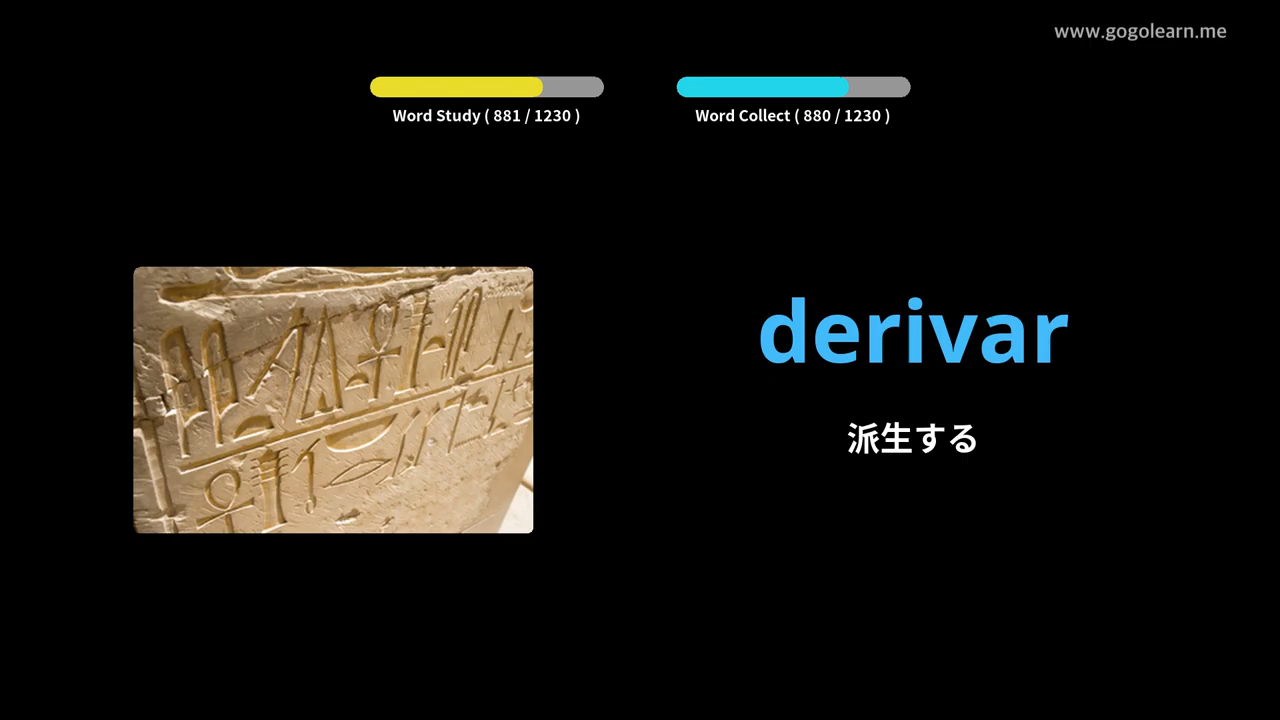 www.gogolearn.me
Word Study ( 881 / 1230 )
Word Collect ( 880 / 1230 )
derivar
派生する